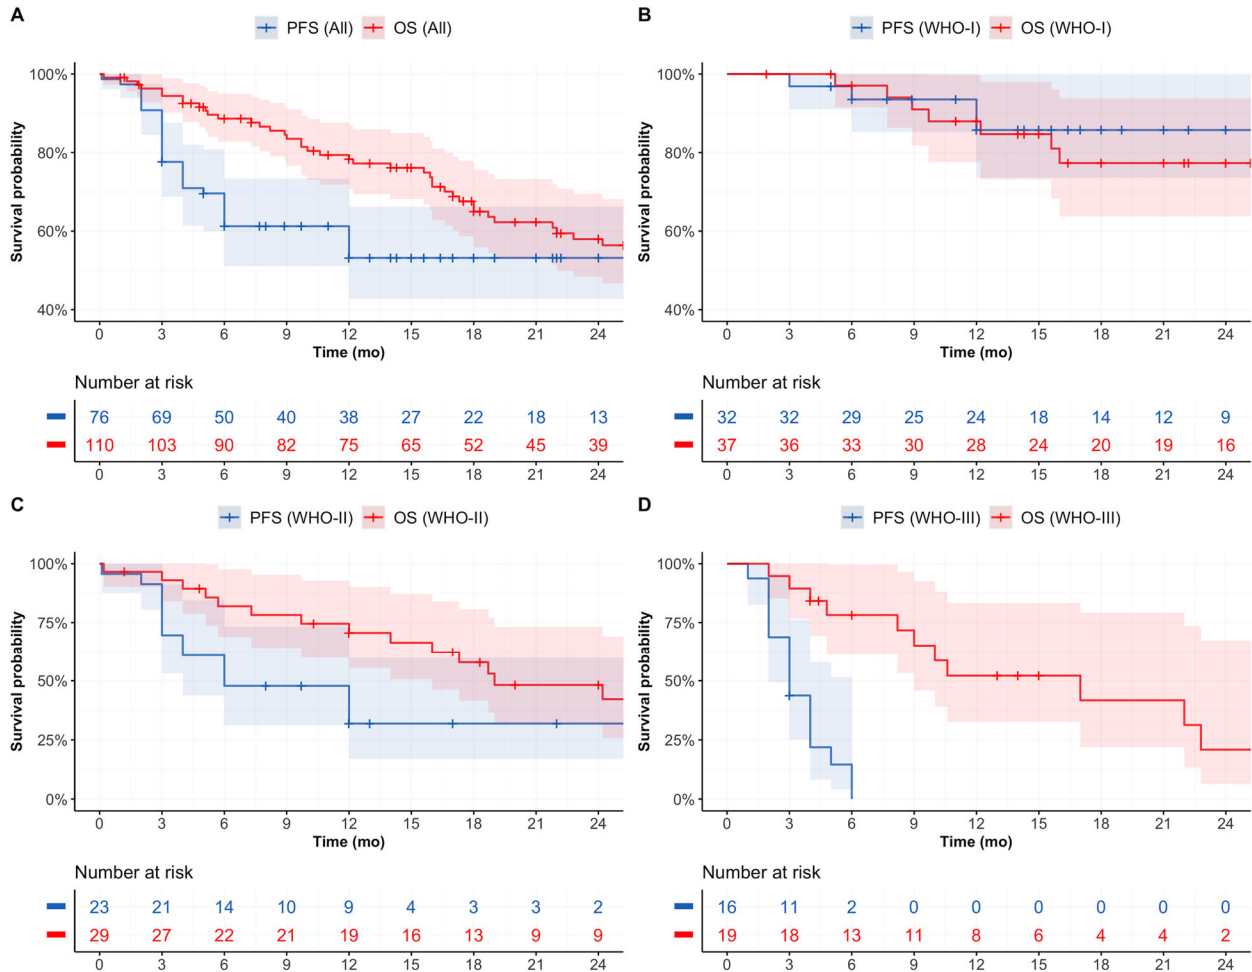 A
PFS (All) OS (All)
Survival probability
100%
80%
60%
40%
0 3 6 9 12 15 18 21 24
Time (mo)
Number at risk
76 69 50 40 38 27 22 18 13
110 103 90 82 75 65 52 45 39
0 3 6 9 12 15 18 21 24
B
PFS (WHO-I) OS (WHO-I)
Survival probability
100%
80%
60%
40%
0 3 6 9 12 15 18 21 24
Time (mo)
Number at risk
32 32 29 25 24 18 14 12 9
37 36 33 30 28 24 20 19 16
0 3 6 9 12 15 18 21 24
C
PFS (WHO-II) OS (WHO-II)
Survival probability
100%
75%
50%
25%
0%
0 3 6 9 12 15 18 21 24
Time (mo)
Number at risk
23 21 14 10 9 4 3 3 2
29 27 22 21 19 16 13 9 9
0 3 6 9 12 15 18 21 24
D
PFS (WHO-III) OS (WHO-III)
Survival probability
100%
75%
50%
25%
0%
0 3 6 9 12 15 18 21 24
Time (mo)
Number at risk
16 11 2 0 0 0 0 0 0
19 18 13 11 8 6 4 4 2
0 3 6 9 12 15 18 21 24